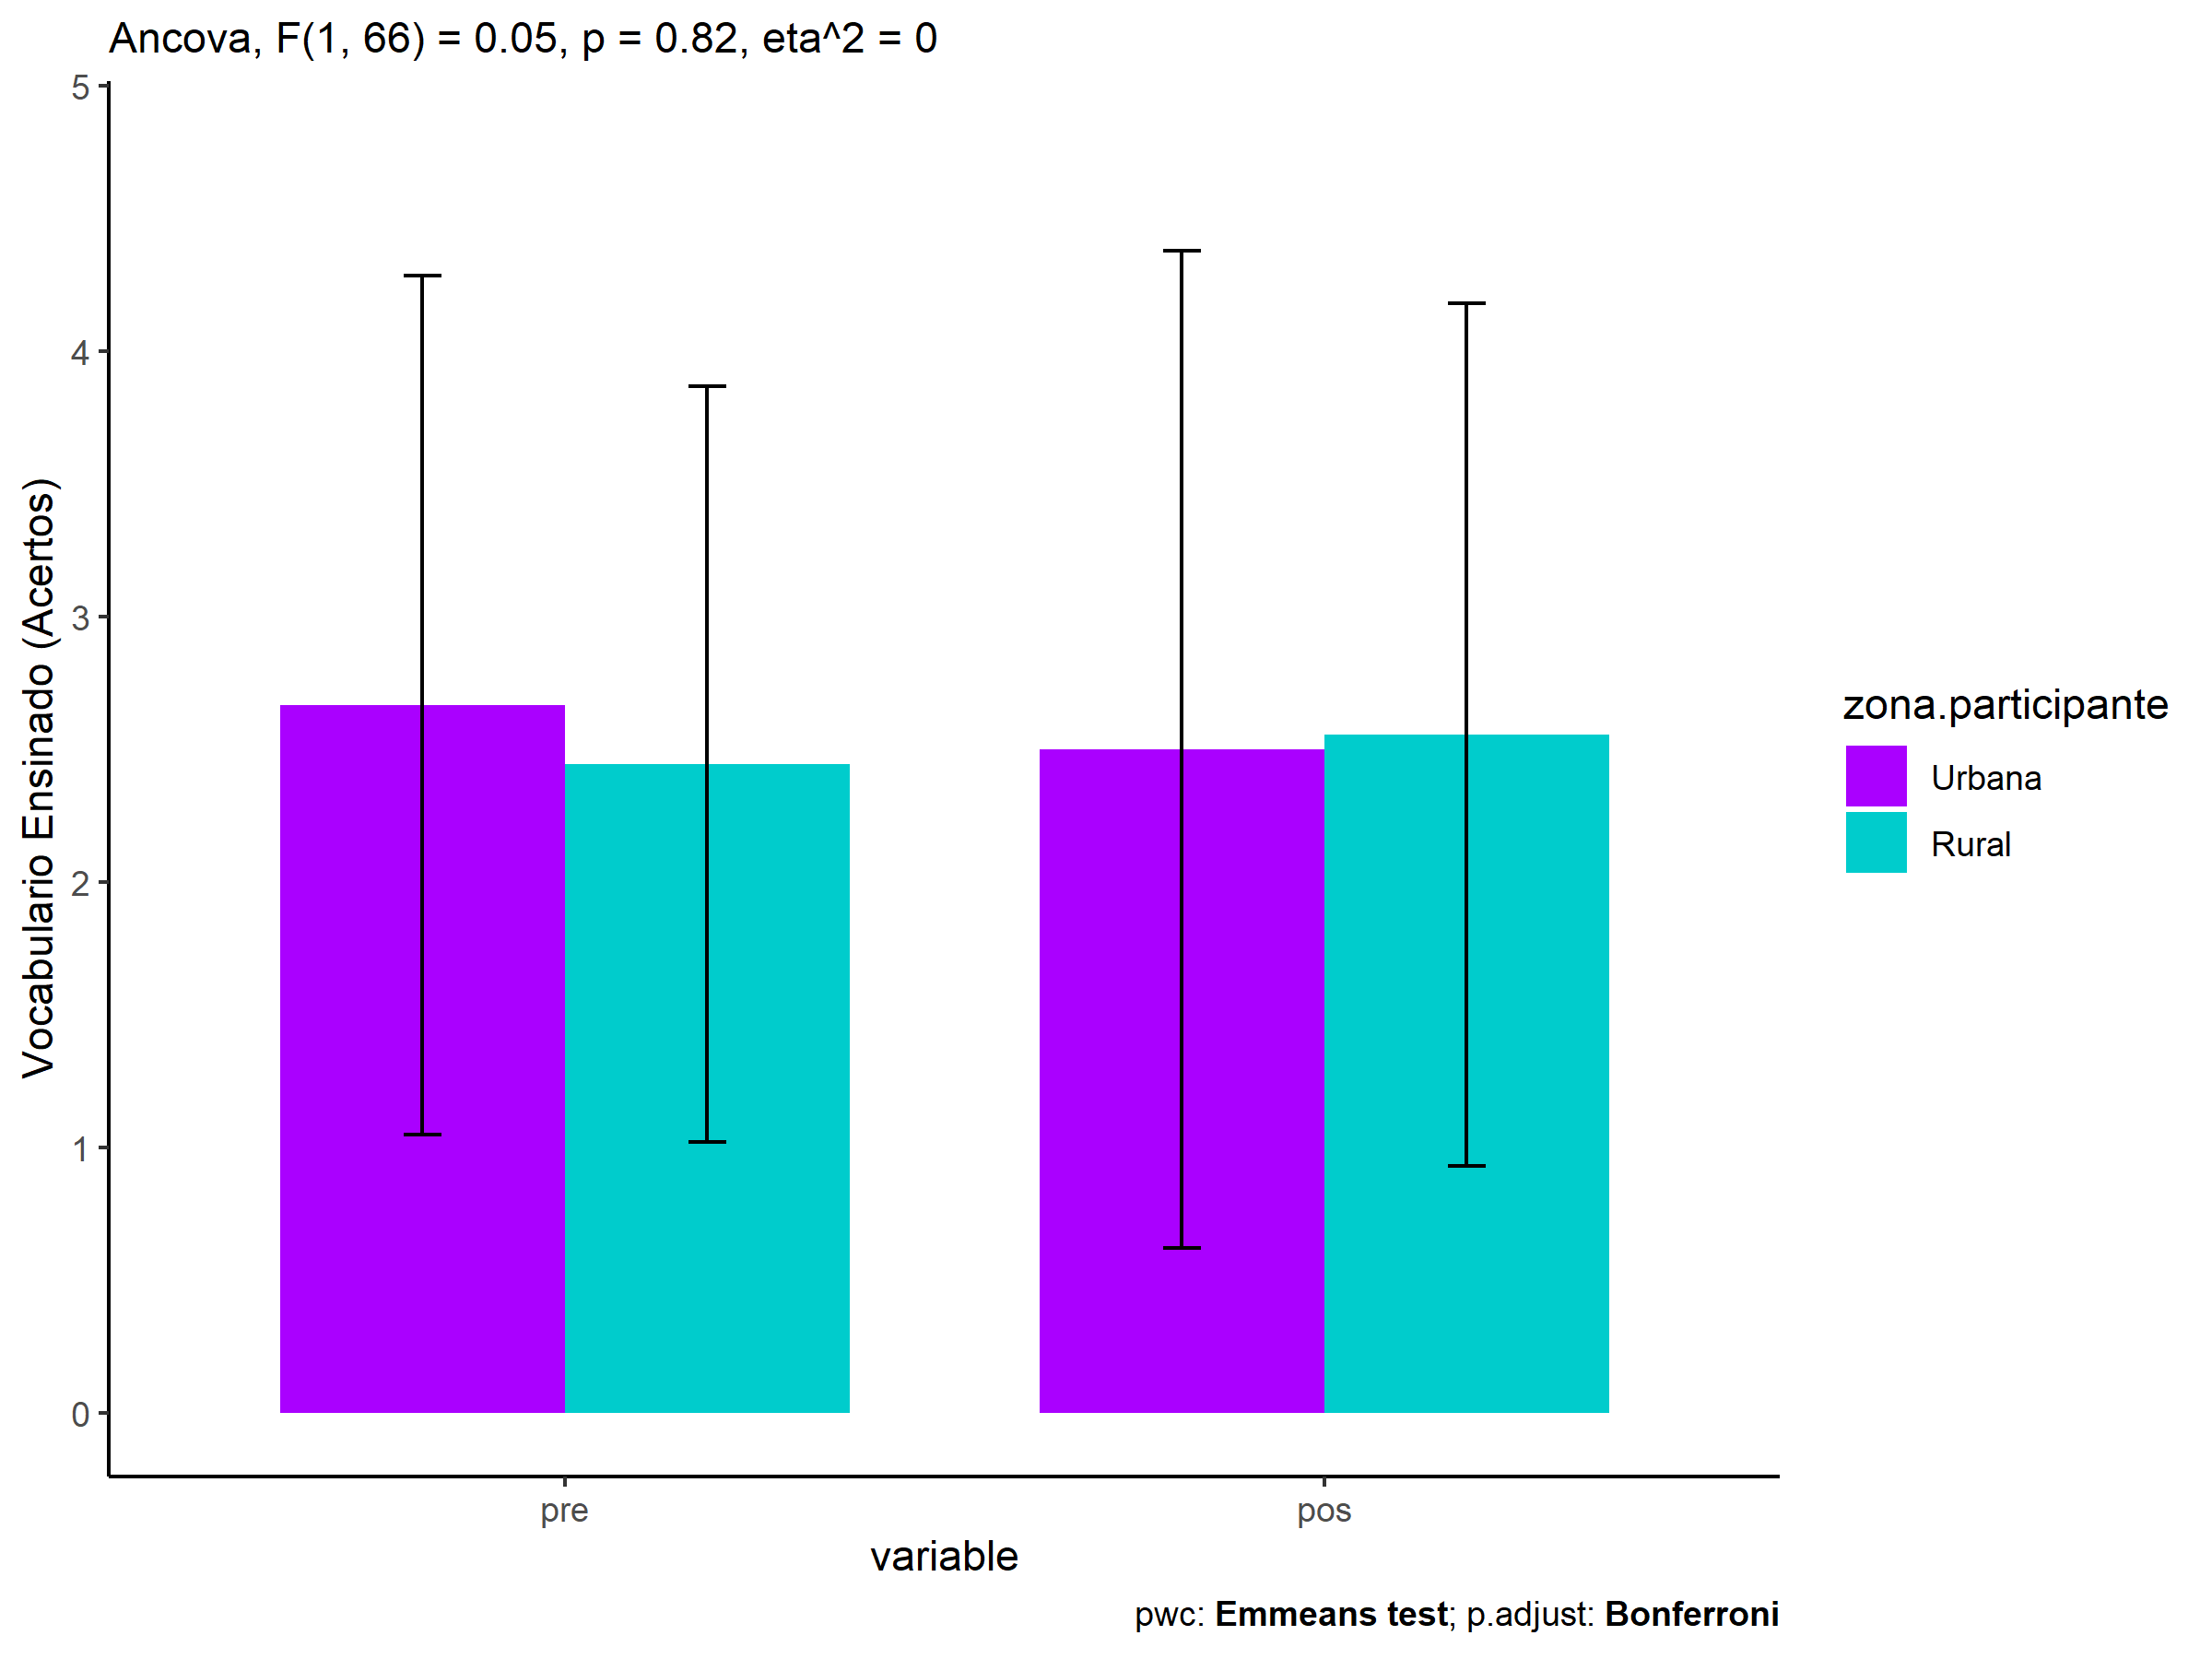 Ancova, F(1, 66) = 0.05, p = 0.82, eta^2 = 0
Vocabulario Ensinado (Acertos)
5
4
3
2
1
0
pre
pos
variable
zona.participante
Urbana
Rural
pwc: Emmeans test; p.adjust: Bonferroni